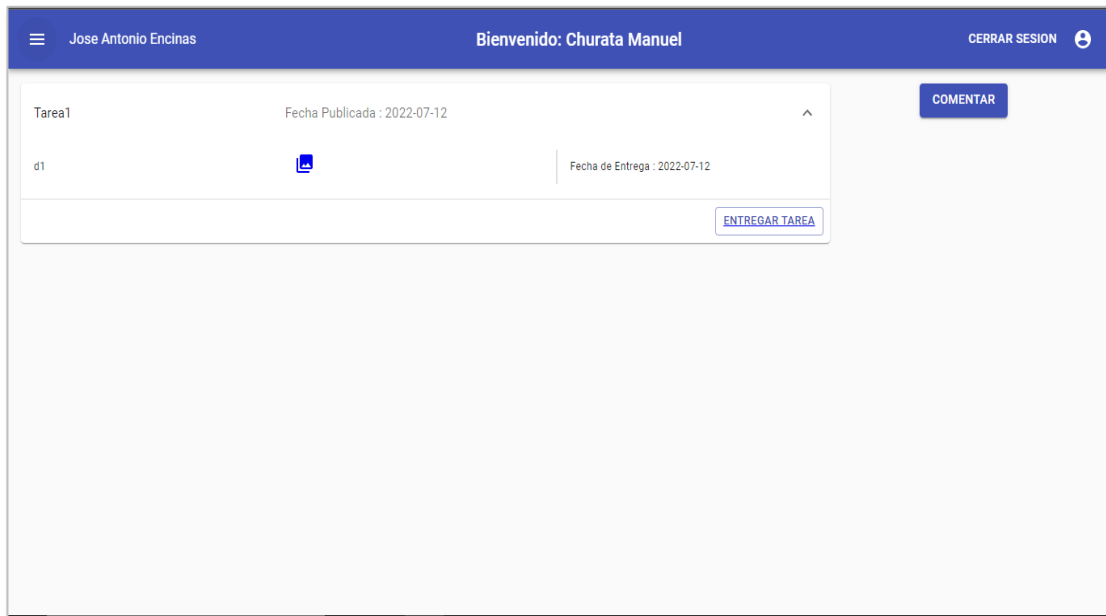 Jose Antonio Encinas
Bienvenido: Churata Manuel
CERRAR SESION
Tarea1
Fecha Publicada : 2022-07-12
COMENTAR
d1
Fecha de Entrega : 2022-07-12
ENTREGAR TAREA